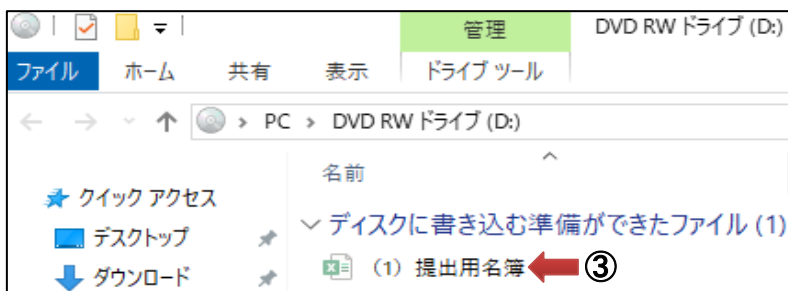 管理 DVD RW ドライブ (D:)
ファイル ホーム 共有 表示 ドライブ ツール
PC › DVD RW ドライブ (D:)
名前
クイック アクセス
ディスクに書き込む準備ができたファイル (1)
デスクトップ
(1) 提出用名簿 ③
ダウンロード